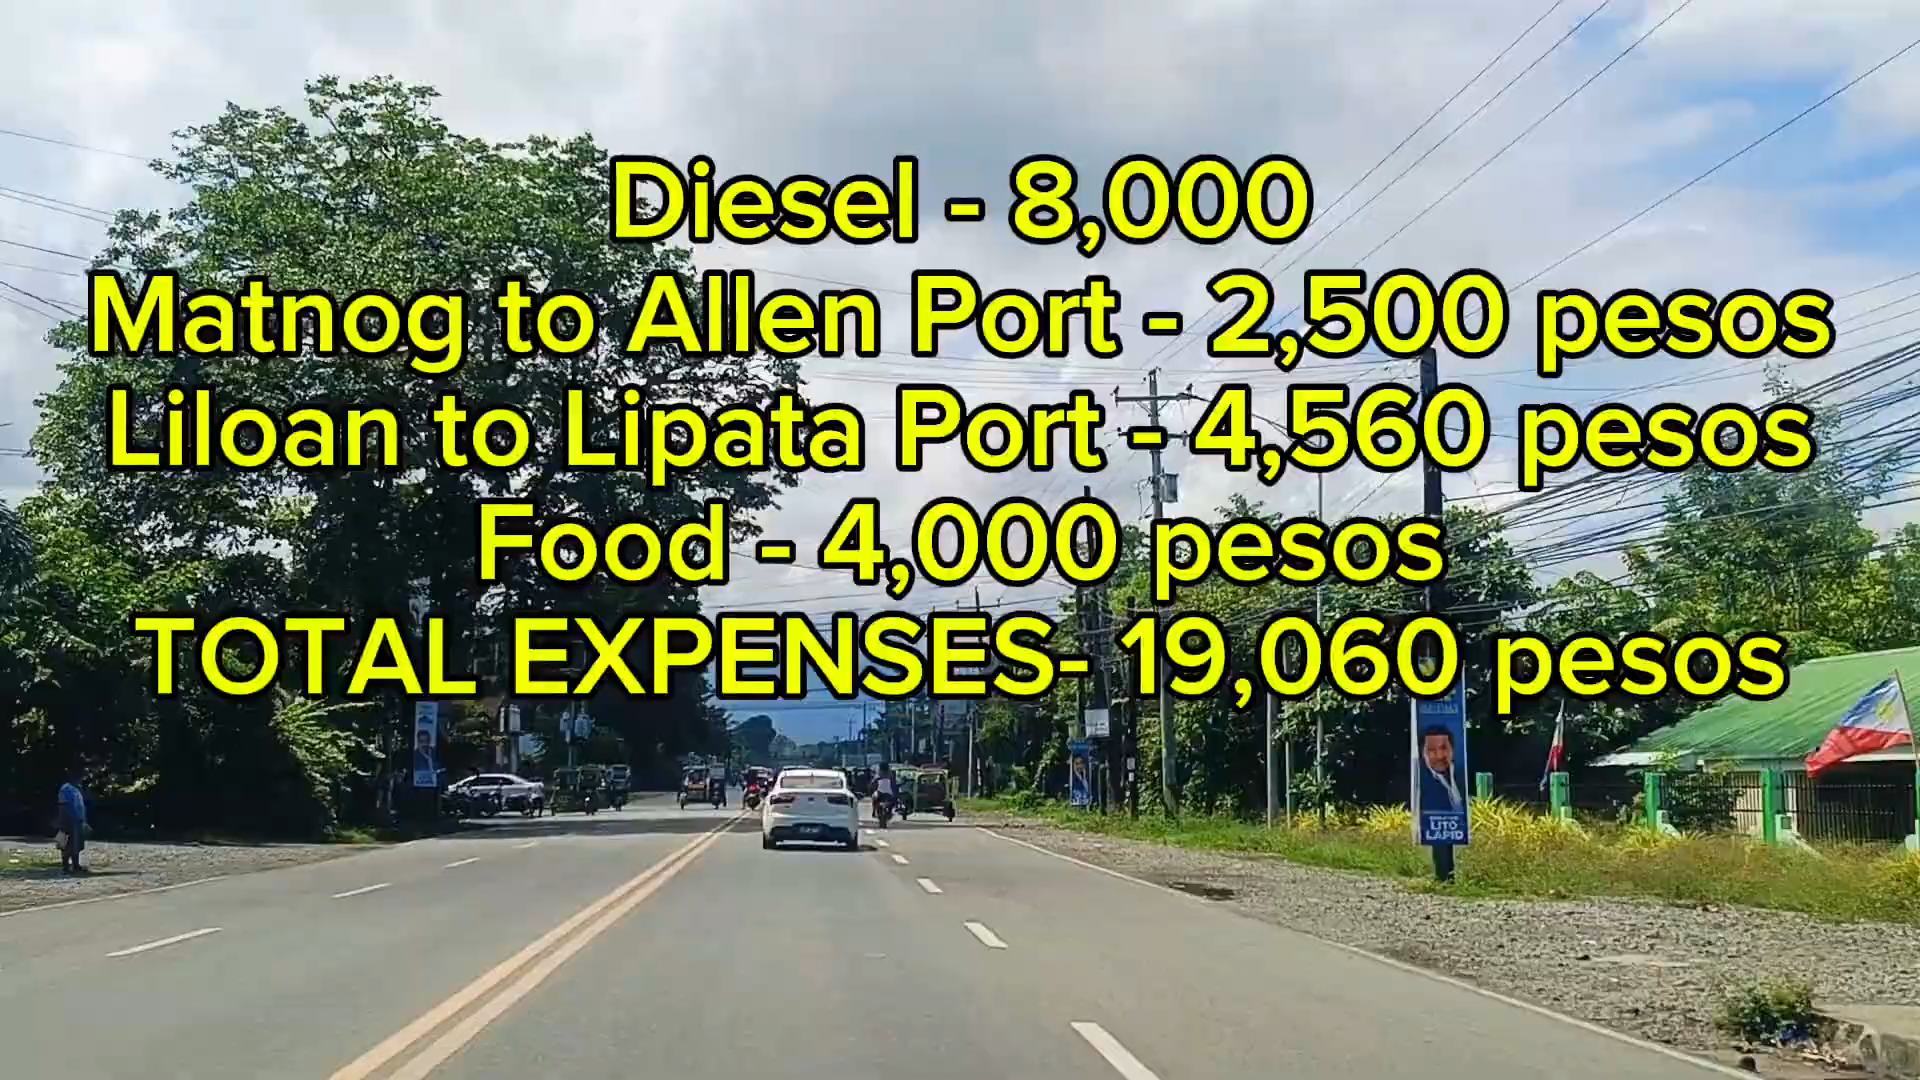 Diesel - 8,000
Matnog to Allen Port - 2,500 pesos
Liloan to Lipata Port - 4,560 pesos
Food - 4,000 pesos
TOTAL EXPENSES- 19,060 pesos
LITO
LAPID